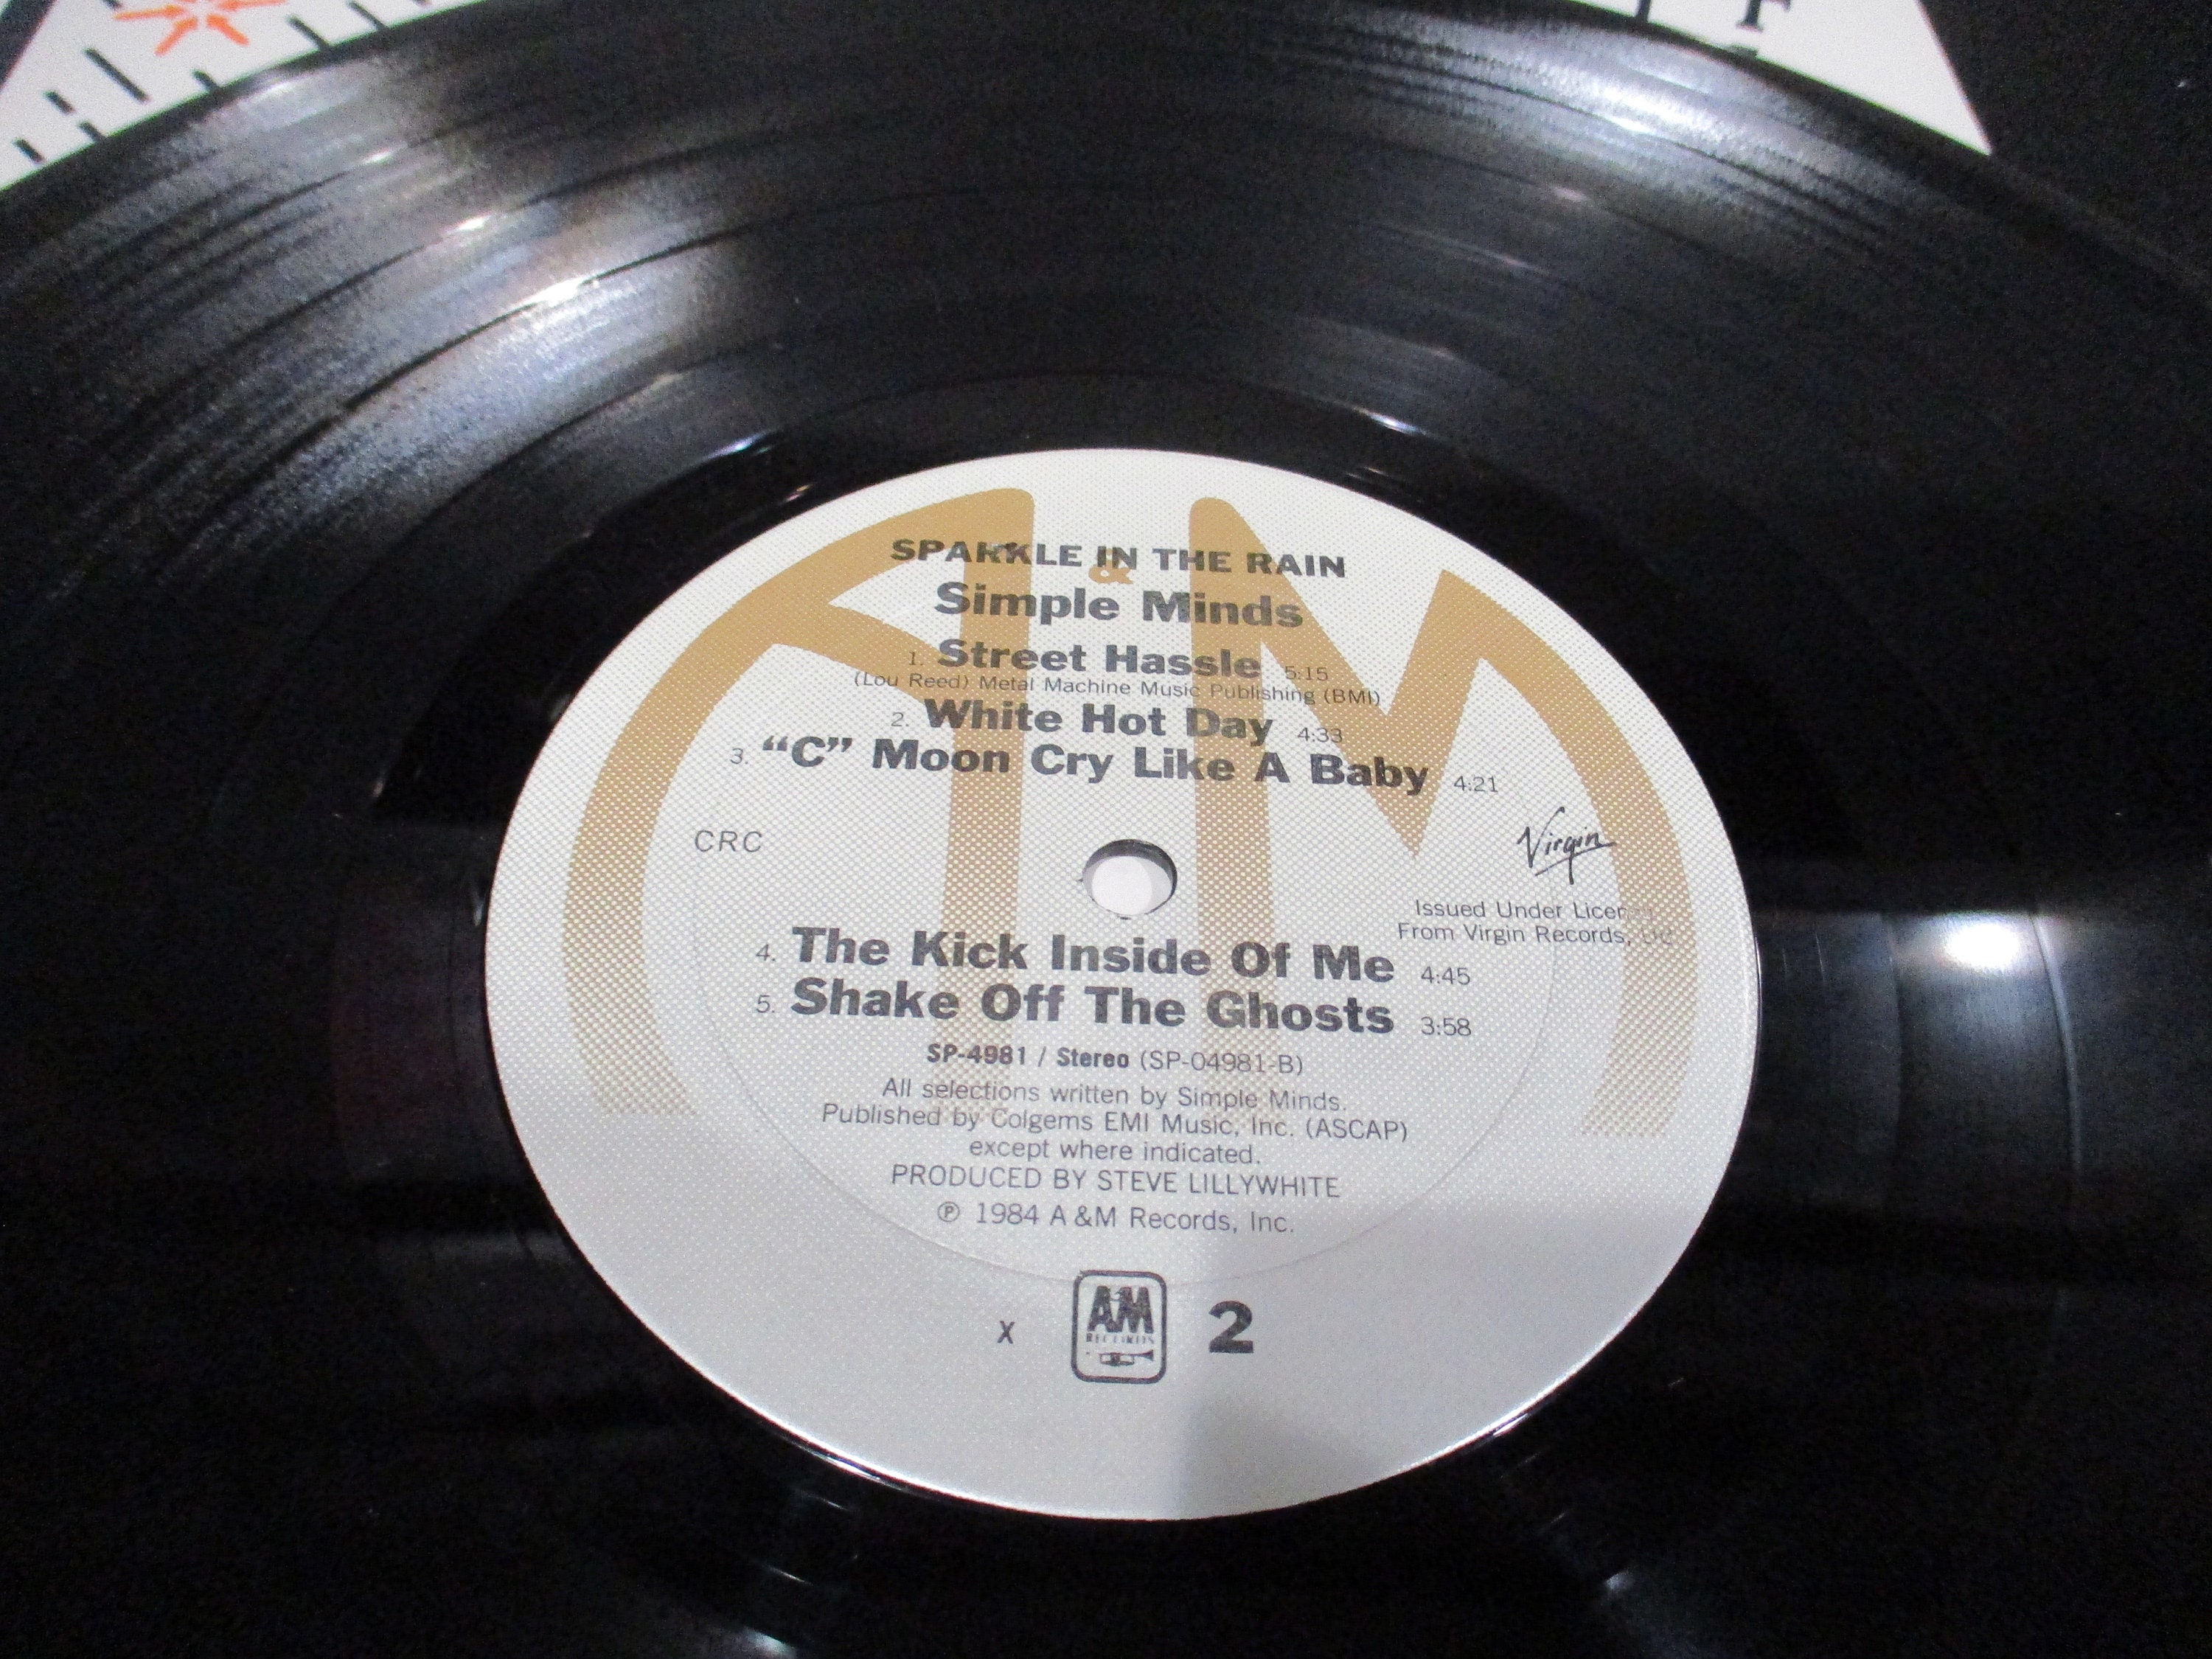 F
SPARKLE IN THE RAIN
&
Simple Minds
1. Street Hassle 5:15
(Lou Reed) Metal Machine Music Publishing (BMI)
2. White Hot Day 4:33
3. “C” Moon Cry Like A Baby 4:21
CRC
Virgin
Issued Under
From Virgin Records,
4. The Kick Inside Of Me 4:45
5. Shake Off The Ghosts 3:58
SP-4981 / Stereo (SP-04981-B)
All selections written by Simple Minds.
Published by Colgems EMI Music, Inc. (ASCAP)
except where indicated.
PRODUCED BY STEVE LILLYWHITE
℗ 1984 A&M Records, Inc.
x AM RECORDS 2